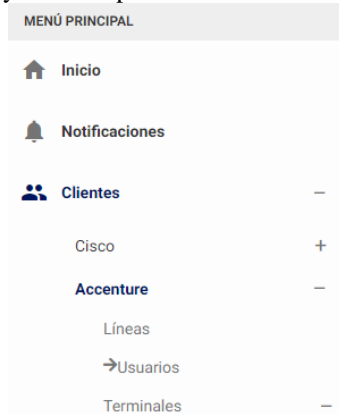 MENÚ PRINCIPAL
Inicio
Notificaciones
Clientes −
Cisco +
Accenture −
Líneas
→Usuarios
Terminales −